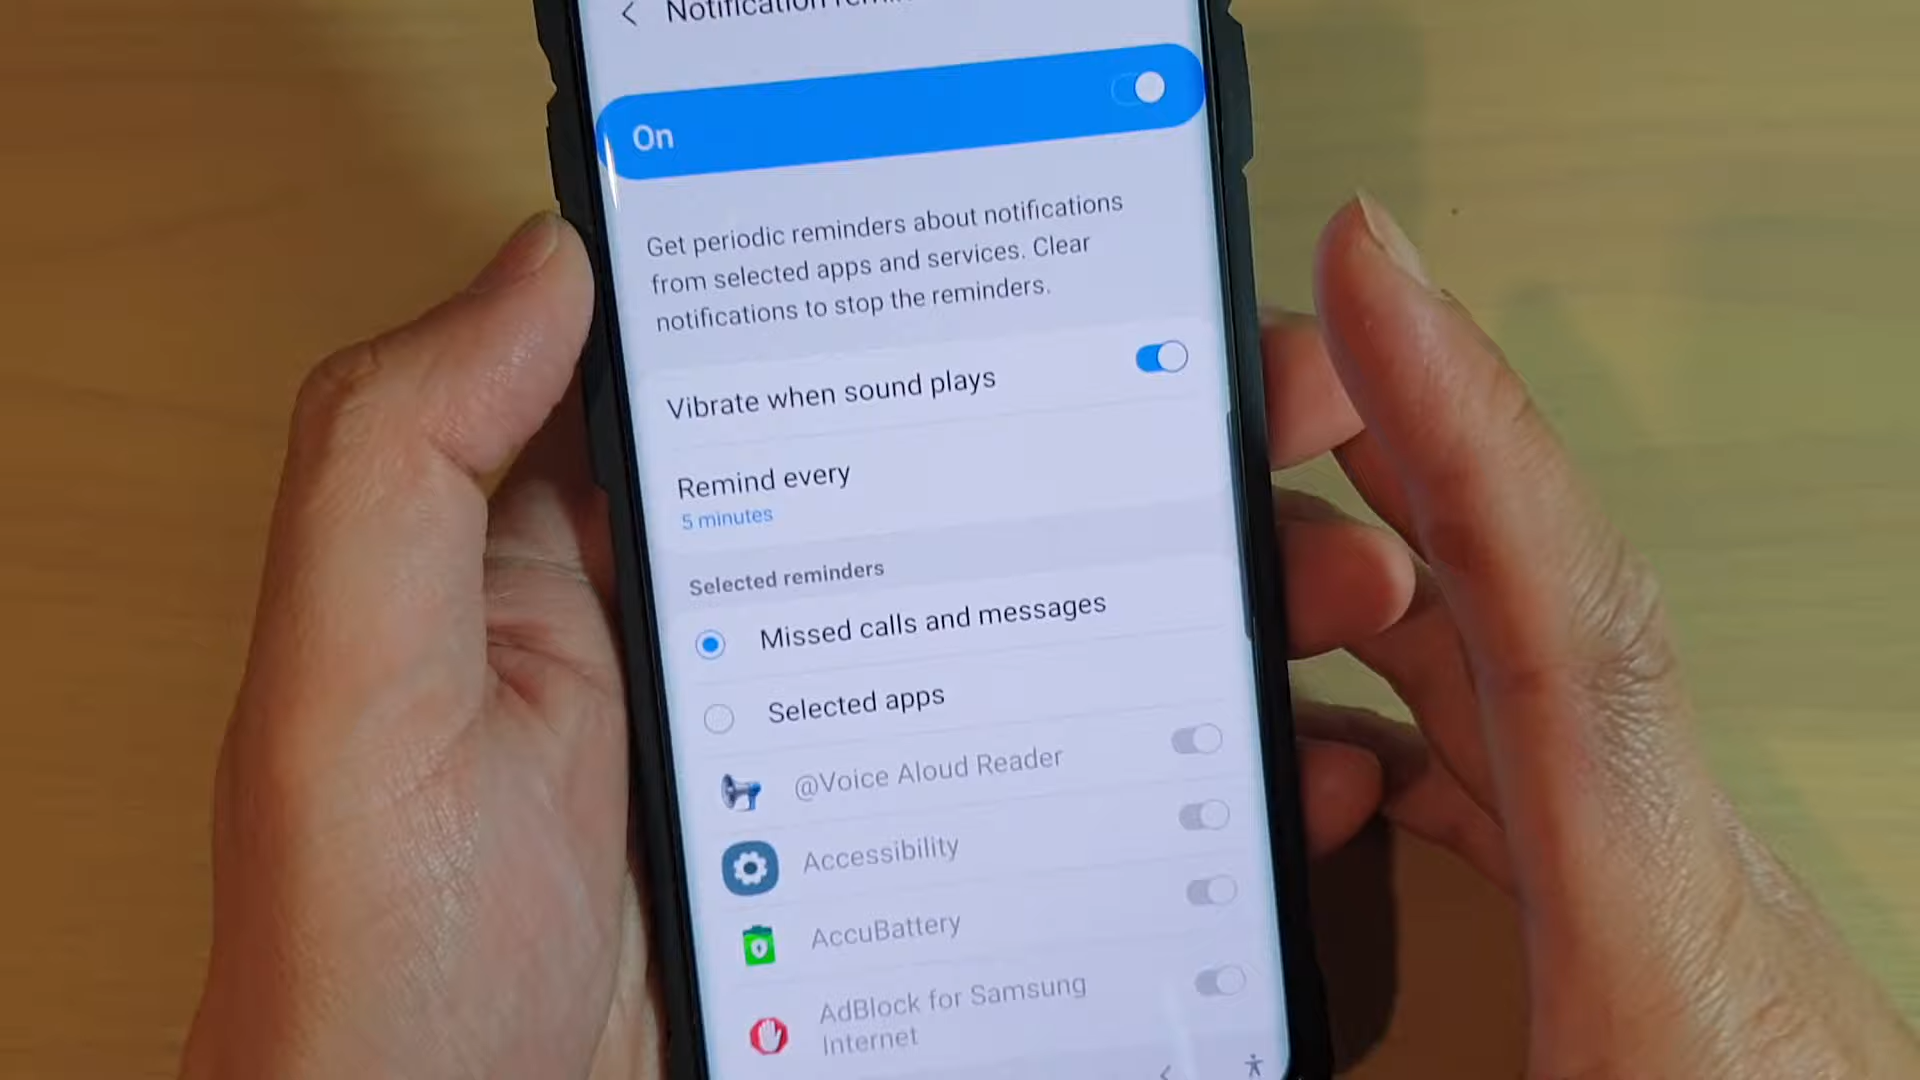 Notification
On
Get periodic reminders about notifications
from selected apps and services. Clear
notifications to stop the reminders.
Vibrate when sound plays
Remind every
5 minutes
Selected reminders
Missed calls and messages
Selected apps
@Voice Aloud Reader
Accessibility
AccuBattery
AdBlock for Samsung
Internet